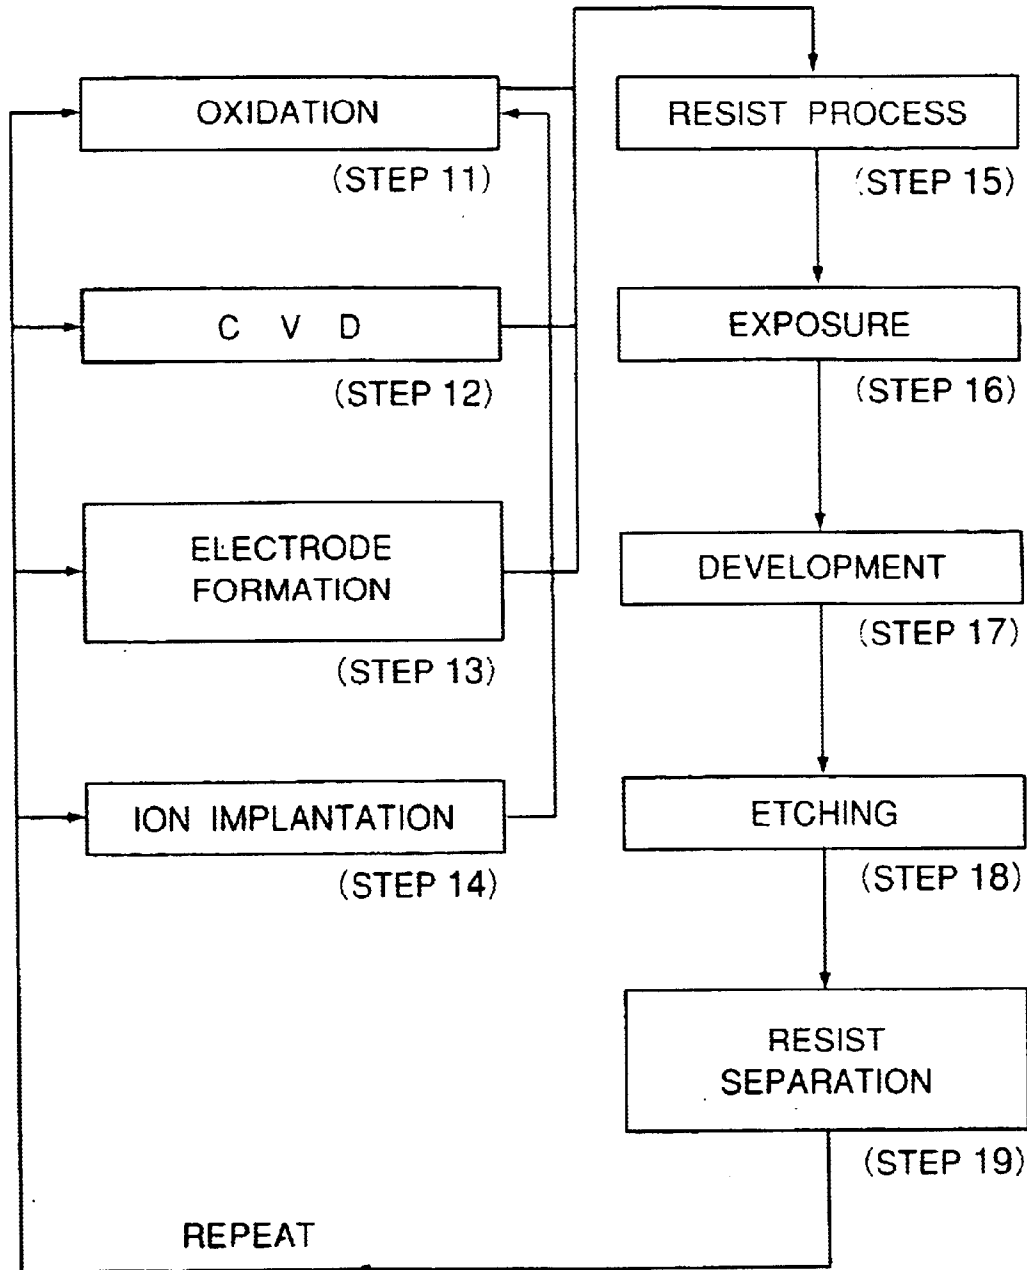 OXIDATION
(STEP 11)
C V D
(STEP 12)
ELECTRODE
FORMATION
(STEP 13)
ION IMPLANTATION
(STEP 14)
RESIST PROCESS
(STEP 15)
EXPOSURE
(STEP 16)
DEVELOPMENT
(STEP 17)
ETCHING
(STEP 18)
RESIST
SEPARATION
(STEP 19)
REPEAT